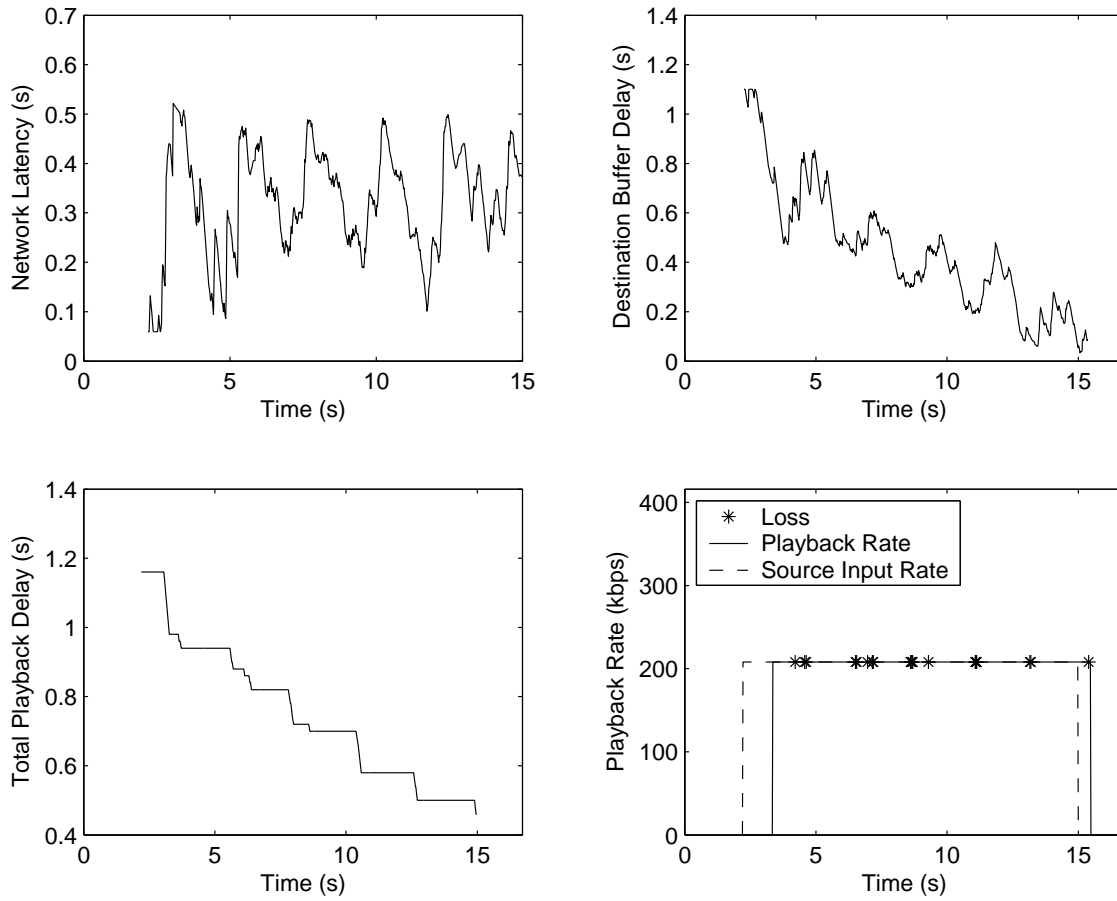 0.7
0.6
0.5
0.4
0.3
0.2
0.1
0
0 5 10 15
Network Latency (s)
Time (s)
1.4
1.2
1
0.8
0.6
0.4
0.2
0
0 5 10 15
Destination Buffer Delay (s)
Time (s)
1.4
1.2
1
0.8
0.6
0.4
0 5 10 15
Total Playback Delay (s)
Time (s)
400
300
200
100
0
0 5 10 15
Playback Rate (kbps)
Time (s)
Loss
Playback Rate
Source Input Rate